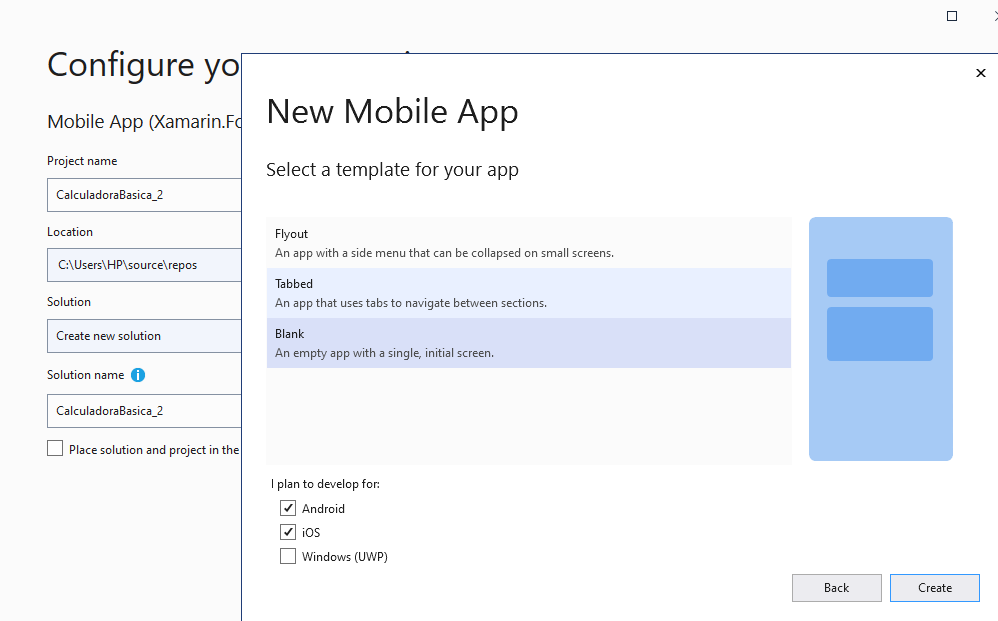 Configure yo
Mobile App (Xamarin.Fo
Project name
CalculadoraBasica_2
Location
C:\Users\HP\source\repos
Solution
Create new solution
Solution name
CalculadoraBasica_2
Place solution and project in the
New Mobile App
Select a template for your app
Flyout
An app with a side menu that can be collapsed on small screens.
Tabbed
An app that uses tabs to navigate between sections.
Blank
An empty app with a single, initial screen.
I plan to develop for:
Android
iOS
Windows (UWP)
Back
Create